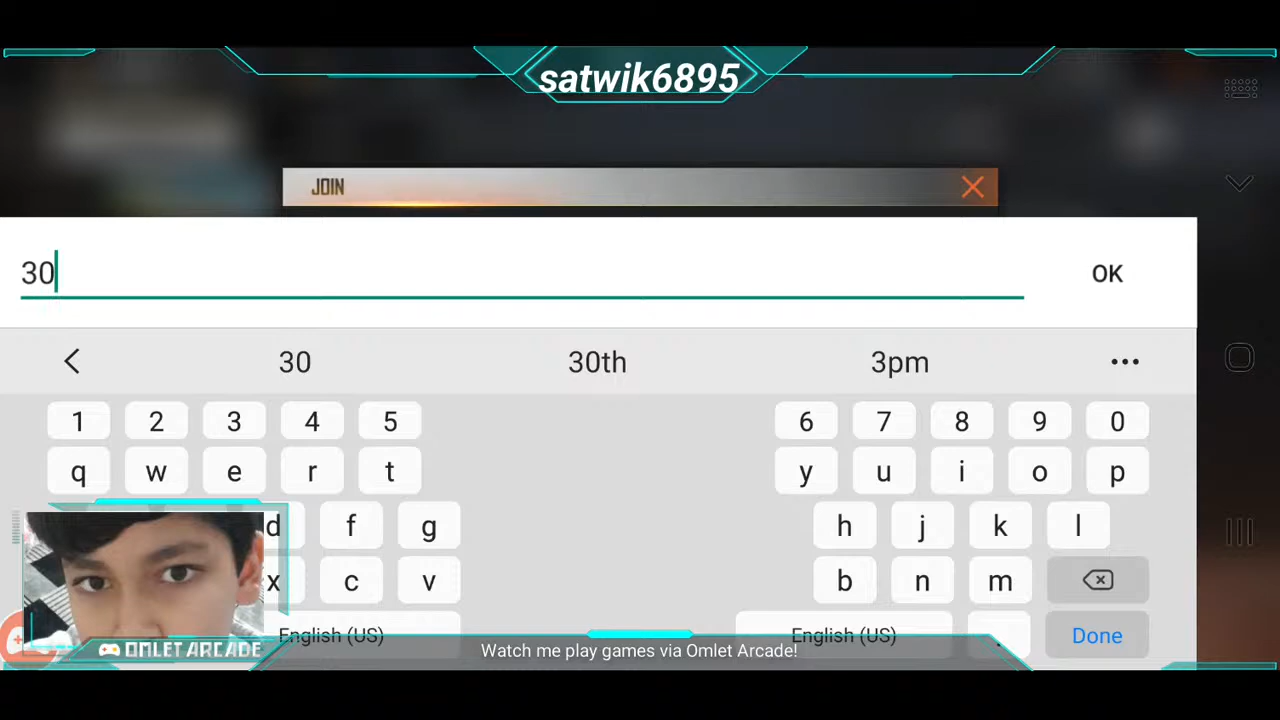 satwik6895
JOIN
30
OK
30 30th 3pm
1 2 3 4 5 6 7 8 9 0
q w e r t y u i o p
d f g h j k l
x c v b n m
English (US) English (US) . Done
OMLET ARCADE
Watch me play games via Omlet Arcade!